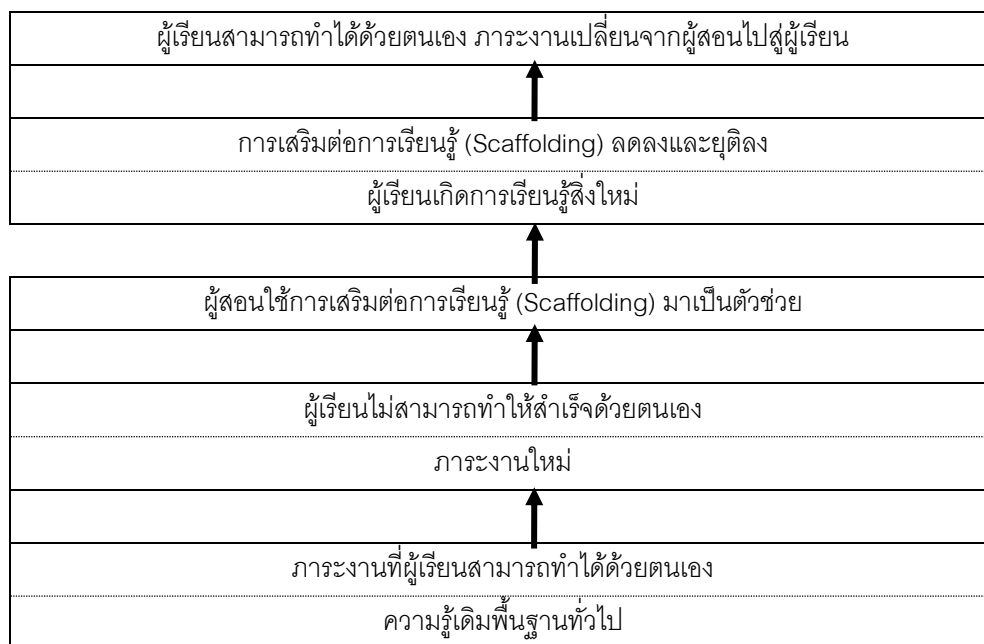 ผู้เรียนสามารถทำได้ด้วยตนเอง ภาระงานเปลี่ยนจากผู้สอนไปสู่ผู้เรียน
การเสริมต่อการเรียนรู้ (Scaffolding) ลดลงและยุติลง
ผู้เรียนเกิดการเรียนรู้สิ่งใหม่
ผู้สอนใช้การเสริมต่อการเรียนรู้ (Scaffolding) มาเป็นตัวช่วย
ผู้เรียนไม่สามารถทำให้สำเร็จด้วยตนเอง
ภาระงานใหม่
ภาระงานที่ผู้เรียนสามารถทำได้ด้วยตนเอง
ความรู้เดิมพื้นฐานทั่วไป